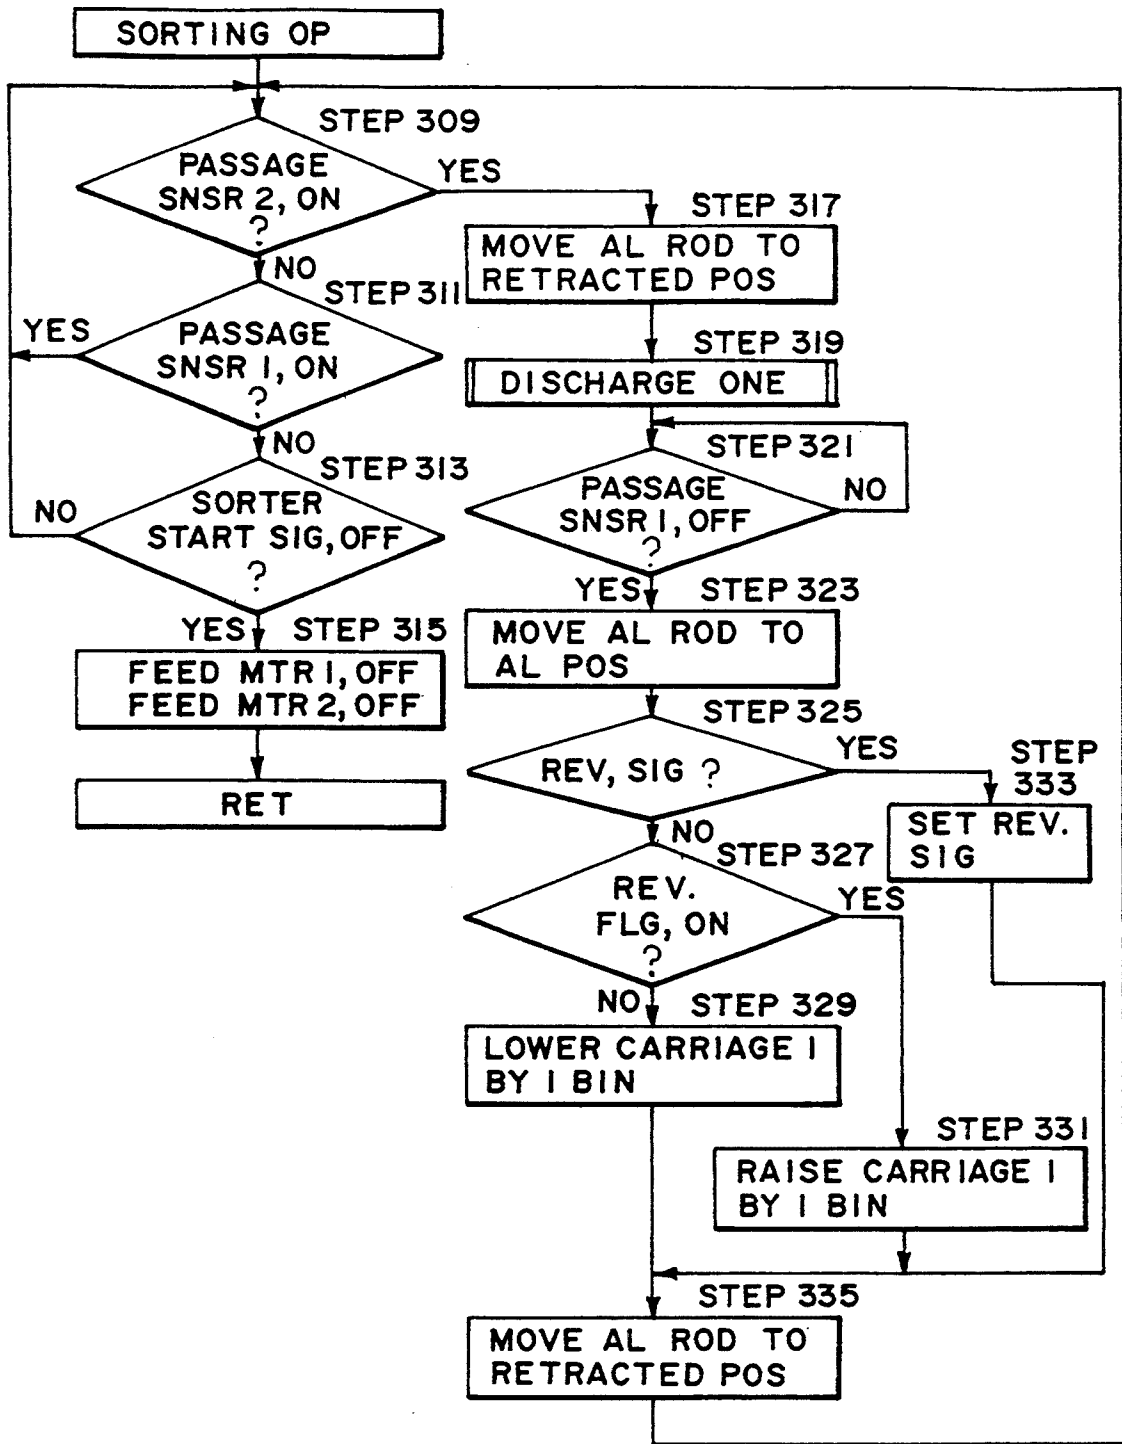 SORTING OP
STEP 309
PASSAGE
SNSR 2, ON
?
YES
NO
STEP 311
YES
PASSAGE
SNSR 1, ON
?
NO
STEP 313
NO
SORTER
START SIG, OFF
?
YES
STEP 315
FEED MTR 1, OFF
FEED MTR 2, OFF
RET
STEP 317
MOVE AL ROD TO
RETRACTED POS
STEP 319
DISCHARGE ONE
STEP 321
PASSAGE
SNSR 1, OFF
?
NO
YES
STEP 323
MOVE AL ROD TO
AL POS
STEP 325
REV, SIG ?
YES
STEP
333
SET REV.
SIG
NO
STEP 327
REV.
FLG, ON
?
YES
NO
STEP 329
LOWER CARRIAGE 1
BY 1 BIN
STEP 331
RAISE CARRIAGE 1
BY 1 BIN
STEP 335
MOVE AL ROD TO
RETRACTED POS